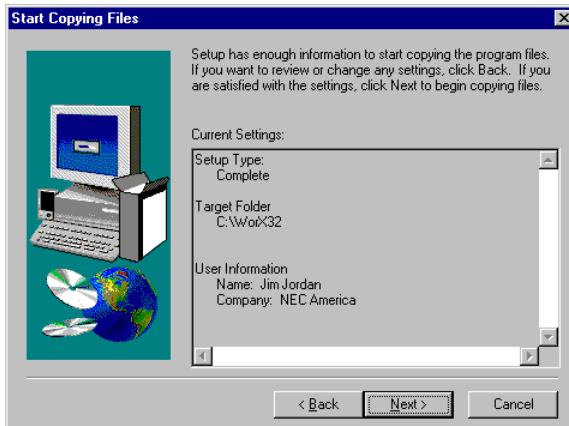 Start Copying Files
Setup has enough information to start copying the program files.
If you want to review or change any settings, click Back.  If you
are satisfied with the settings, click Next to begin copying files.
Current Settings:
Setup Type:
Complete
Target Folder
C:\WorX32
User Information
Name:  Jim Jordan
Company:  NEC America
< Back
Next >
Cancel